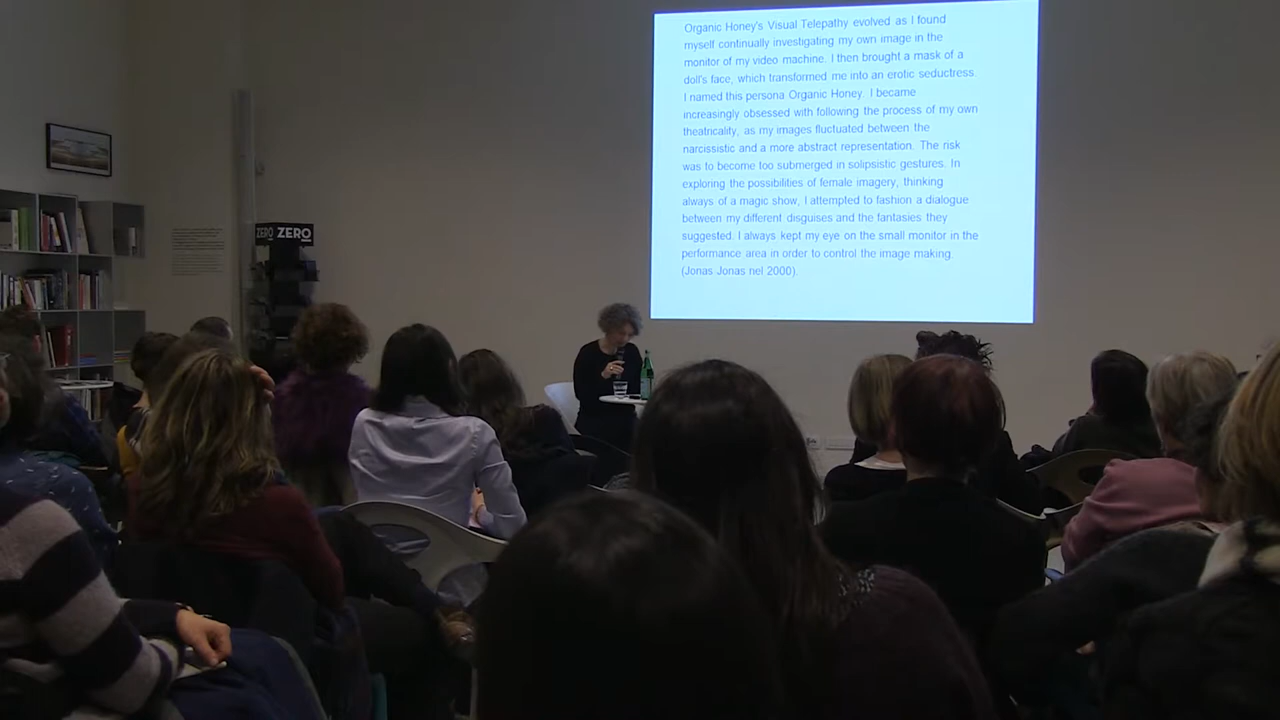 Organic Honey's Visual Telepathy evolved as I found
myself continually investigating my own image in the
monitor of my video machine. I then brought a mask of a
doll's face, which transformed me into an erotic seductress.
I named this persona Organic Honey. I became
increasingly obsessed with following the process of my own
theatricality, as my images fluctuated between the
narcissistic and a more abstract representation. The risk
was to become too submerged in solipsistic gestures. In
exploring the possibilities of female imagery, thinking
always of a magic show, I attempted to fashion a dialogue
between my different disguises and the fantasies they
suggested. I always kept my eye on the small monitor in the
performance area in order to control the image making.
(Jonas Jonas nel 2000).
ZERO ZERO